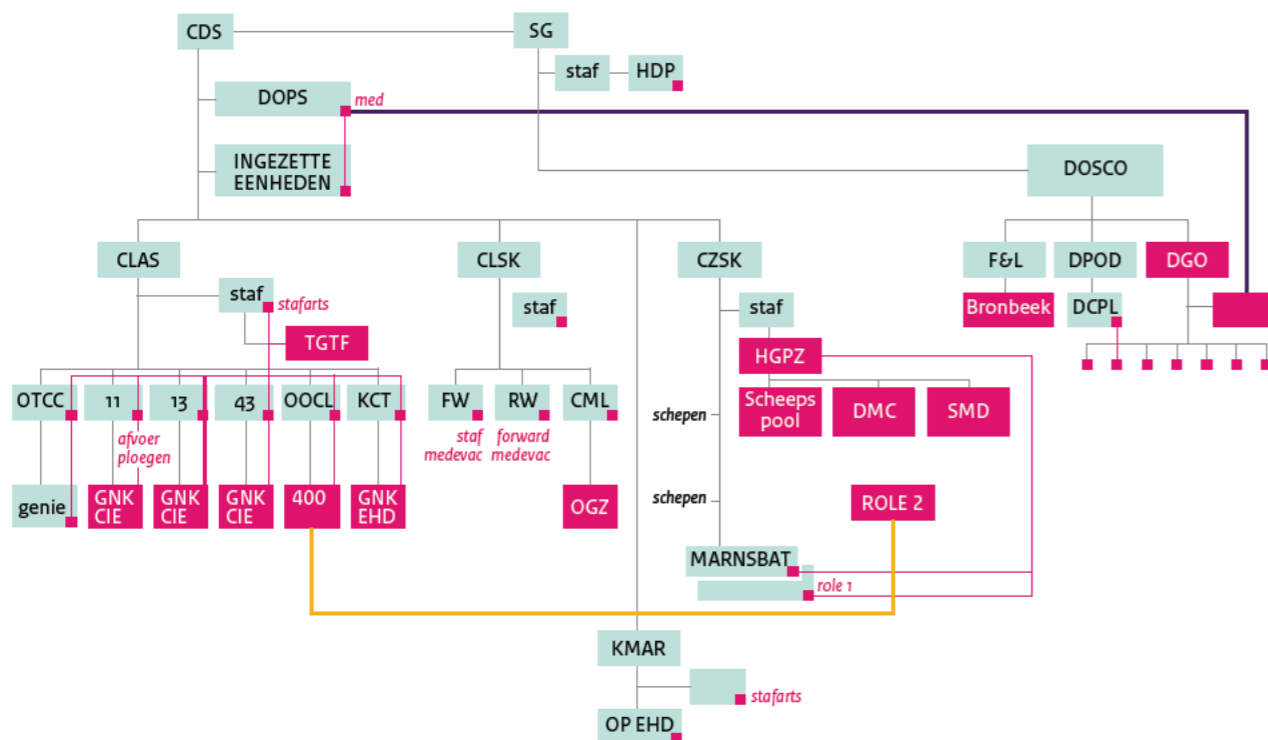 CDS
SG
staf
HDP
DOPS
med
INGEZETTE
EENHEDEN
DOSCO
CLAS
CLSK
CZSK
F&L
DPOD
DGO
staf
stafarts
staf
staf
Bronbeek
DCPL
TGTF
HGPZ
OTCC
11
13
43
OOCL
KCT
FW
RW
CML
schepen
Scheeps
pool
DMC
SMD
afvoer
ploegen
staf
medevac
forward
medevac
genie
GNK
CIE
GNK
CIE
GNK
CIE
400
GNK
EHD
OGZ
schepen
ROLE 2
MARNSBAT
role 1
KMAR
stafarts
OP EHD